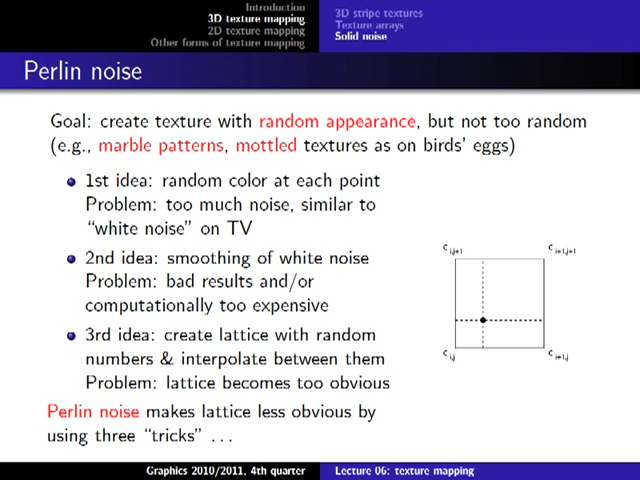 Introduction
3D texture mapping
2D texture mapping
Other forms of texture mapping
3D stripe textures
Texture arrays
Solid noise
Perlin noise
Goal: create texture with random appearance, but not too random
(e.g., marble patterns, mottled textures as on birds' eggs)
1st idea: random color at each point
Problem: too much noise, similar to
"white noise" on TV
2nd idea: smoothing of white noise
Problem: bad results and/or
computationally too expensive
3rd idea: create lattice with random
numbers & interpolate between them
Problem: lattice becomes too obvious
Perlin noise makes lattice less obvious by
using three "tricks" ...
c i,j+1
c i+1,j+1
c i,j
c i+1,j
Graphics 2010/2011, 4th quarter
Lecture 06: texture mapping